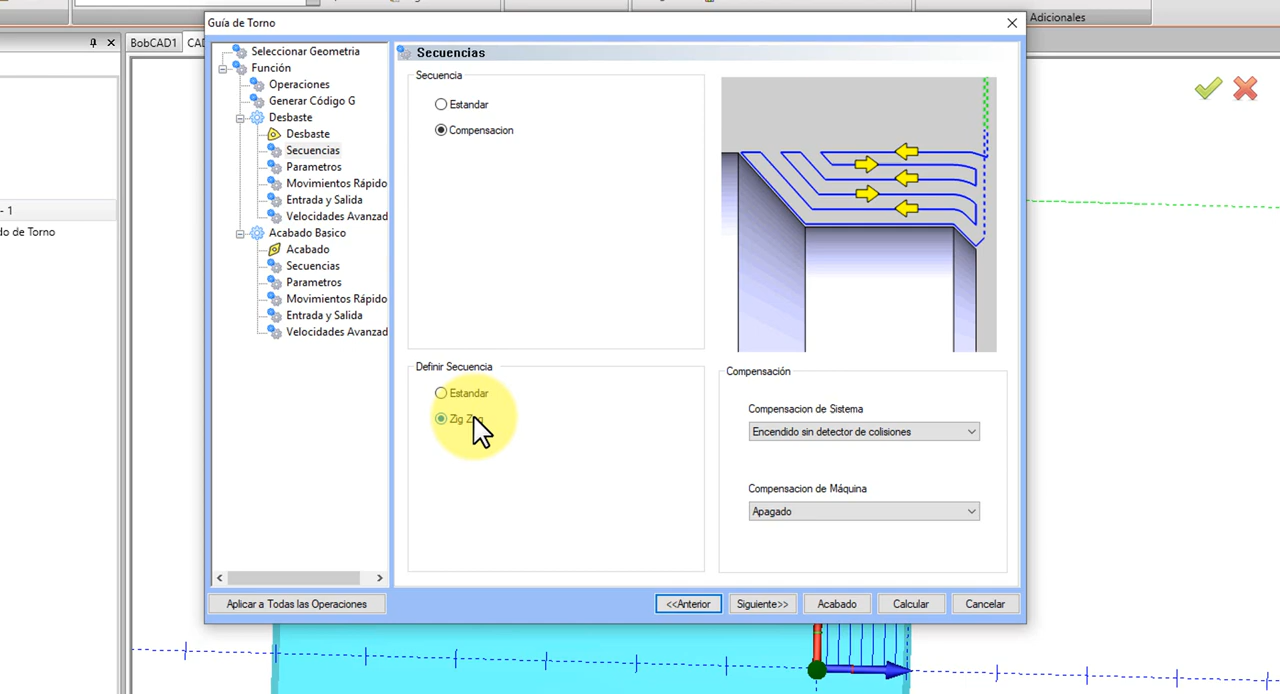 Adicionales
Guía de Torno
BobCAD1
CAD
- 1
do de Torno
Seleccionar Geometria
Función
Operaciones
Generar Código G
Desbaste
Desbaste
Secuencias
Parametros
Movimientos Rápido
Entrada y Salida
Velocidades Avanzad
Acabado Basico
Acabado
Secuencias
Parametros
Movimientos Rápido
Entrada y Salida
Velocidades Avanzad
Secuencias
Secuencia
Estandar
Compensacion
Definir Secuencia
Estandar
Zig Zag
Compensación
Compensacion de Sistema
Encendido sin detector de colisiones
Compensacion de Máquina
Apagado
Aplicar a Todas las Operaciones
<<Anterior
Siguiente>>
Acabado
Calcular
Cancelar